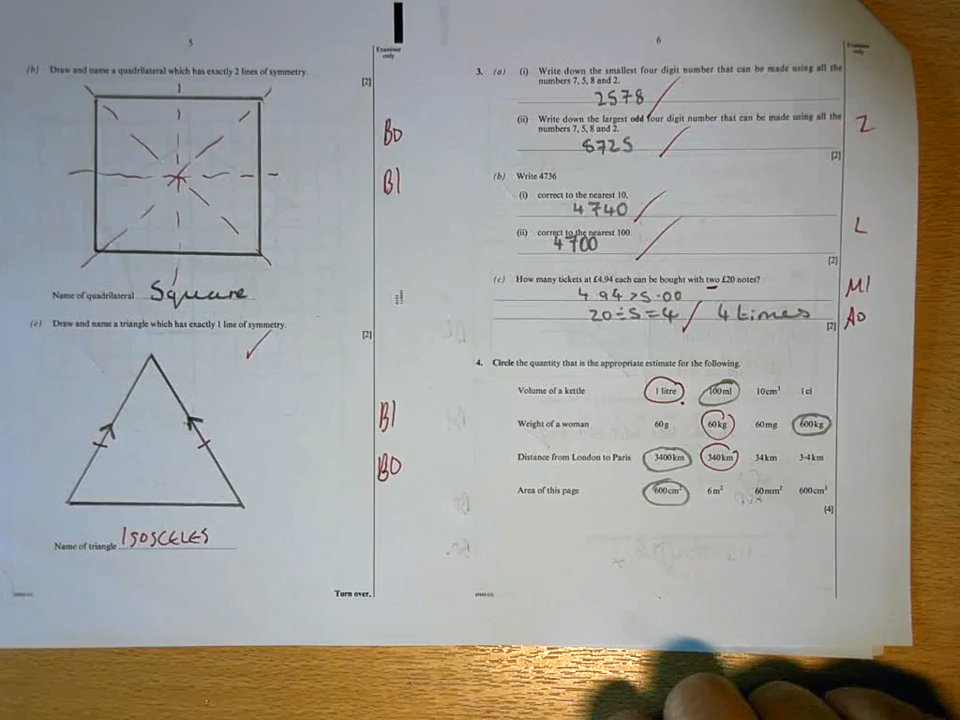 5
Examiner only
(b) Draw and name a quadrilateral which has exactly 2 lines of symmetry.
[2]
B0
B1
Name of quadrilateral Square
(c) Draw and name a triangle which has exactly 1 line of symmetry.
[2]
B1
B0
Name of triangle ISOSCELES
Turn over.
6
Examiner only
3. (a) (i) Write down the smallest four digit number that can be made using all the
numbers 7, 5, 8 and 2.
2578
(ii) Write down the largest odd four digit number that can be made using all the
numbers 7, 5, 8 and 2.
8725
2
[2]
(b) Write 4736
(i) correct to the nearest 10,
4740
(ii) correct to the nearest 100.
4700
[2]
(c) How many tickets at £4.94 each can be bought with two £20 notes?
M1
20÷5=4 4 times
[2]
A0
4. Circle the quantity that is the appropriate estimate for the following.
Volume of a kettle 1 litre 100 ml 10 cm³ 1 cl
Weight of a woman 60 g 60 kg 60 mg 600 kg
Distance from London to Paris 3400 km 340 km 34 km 3·4 km
Area of this page 600 cm² 6 m² 60 mm² 600 cm³
[4]